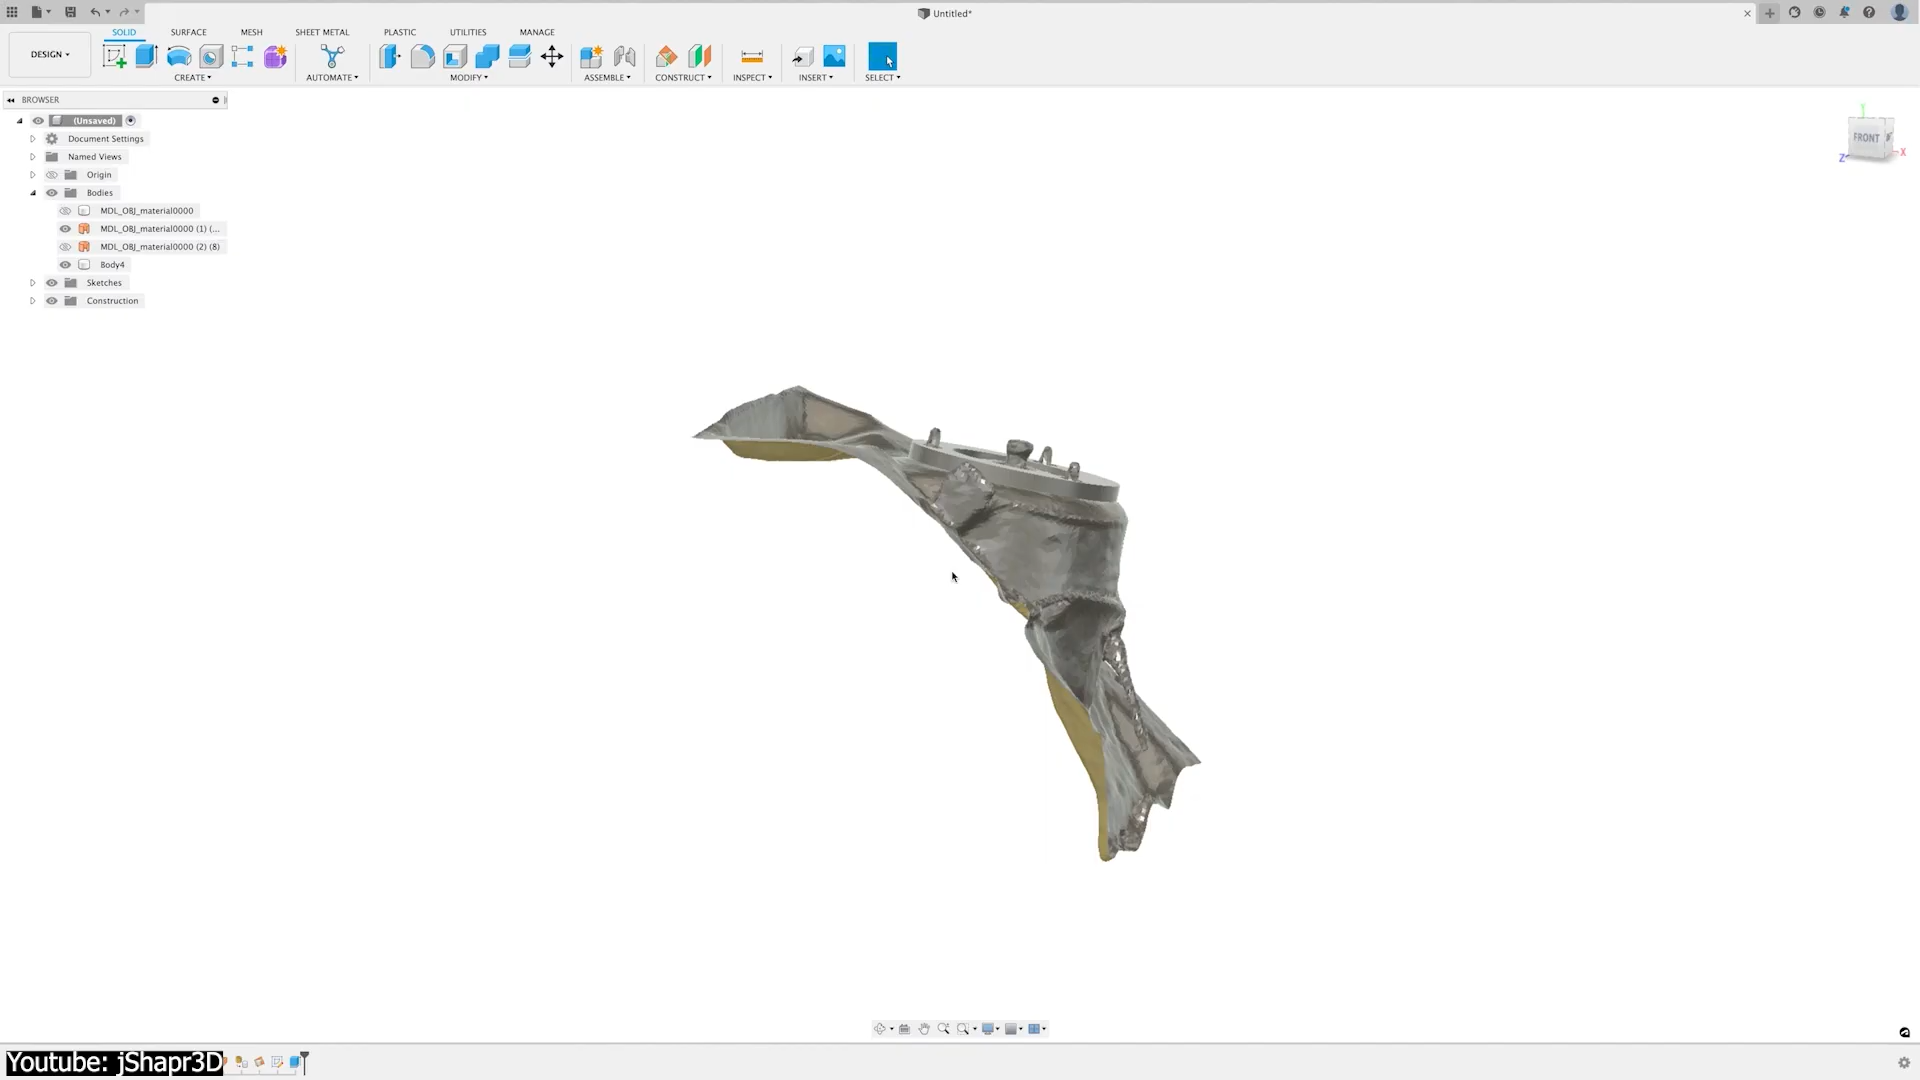 Untitled*
DESIGN
SOLID
SURFACE
MESH
SHEET METAL
PLASTIC
UTILITIES
MANAGE
CREATE
AUTOMATE
MODIFY
ASSEMBLE
CONSTRUCT
INSPECT
INSERT
SELECT
BROWSER
(Unsaved)
Document Settings
Named Views
Origin
Bodies
MDL_OBJ_material0000
MDL_OBJ_material0000 (1) (...
MDL_OBJ_material0000 (2) (8)
Body4
Sketches
Construction
Y
FRONT
Z
X
Youtube: jShapr3D